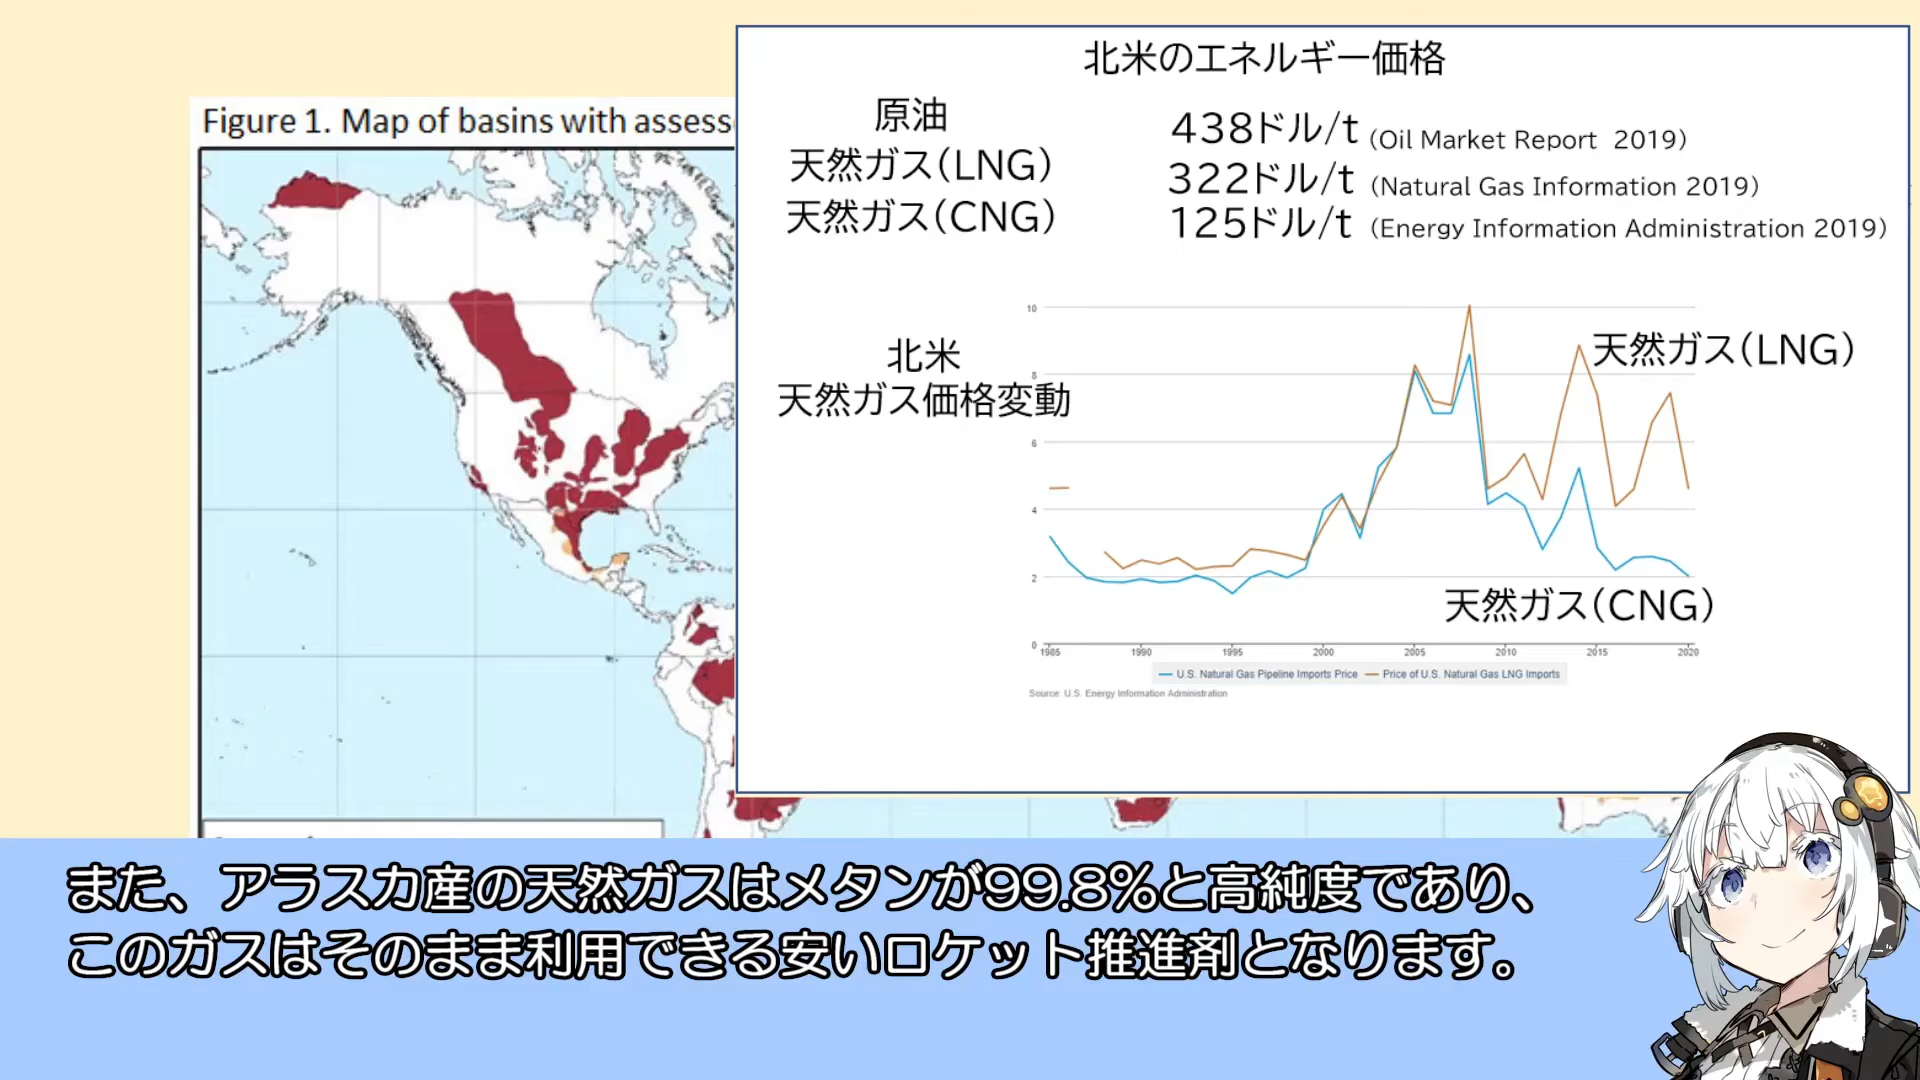 Figure 1. Map of basins with assess
北米のエネルギー価格
原油 438ドル/t (Oil Market Report 2019)
天然ガス(LNG) 322ドル/t (Natural Gas Information 2019)
天然ガス(CNG) 125ドル/t (Energy Information Administration 2019)
北米
天然ガス価格変動
10
8
6
4
2
0
天然ガス(LNG)
天然ガス(CNG)
1985 1990 1995 2000 2005 2010 2015 2020
U.S. Natural Gas Pipeline Imports Price Price of U.S. Natural Gas LNG Imports
Source: U.S. Energy Information Administration
また、アラスカ産の天然ガスはメタンが99.8%と高純度であり、
このガスはそのまま利用できる安いロケット推進剤となります。